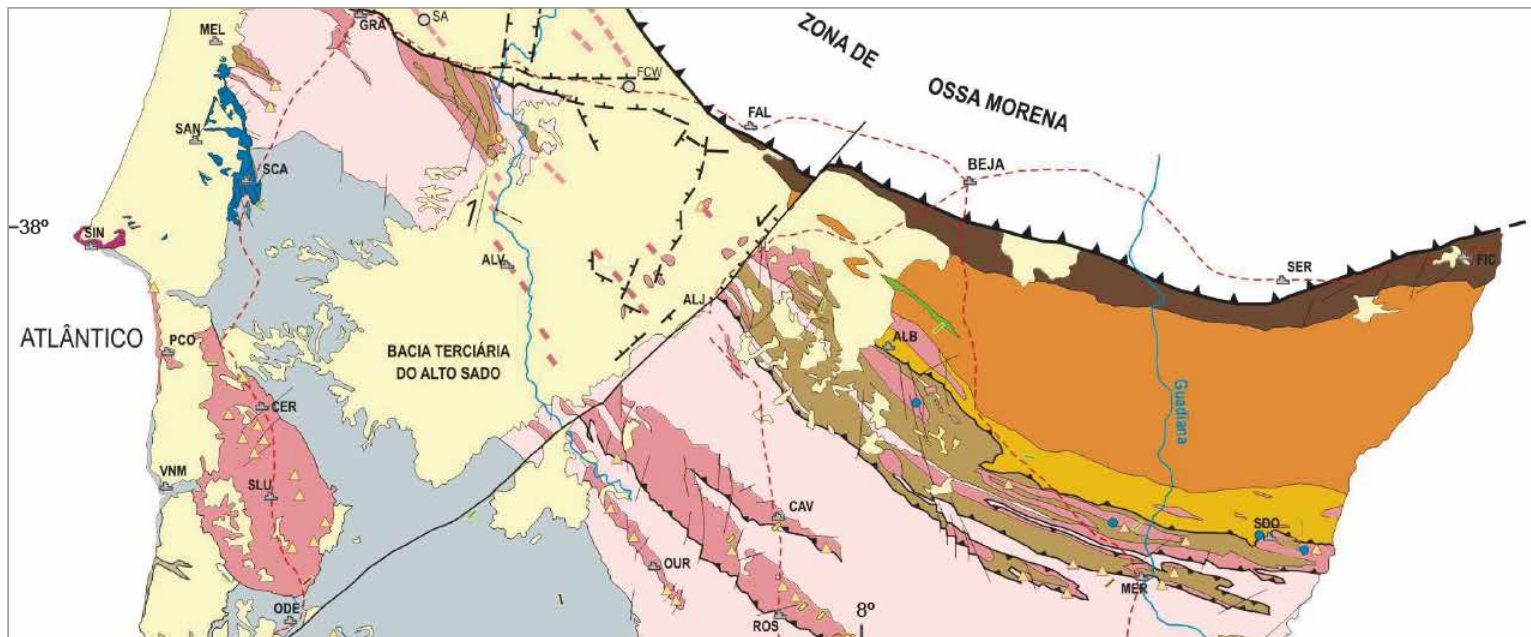 MEL
GRA
SA
ZONA DE
OSSA MORENA
FCW
FAL
SAN
BEJA
SCA
38º
SIN
ALV
SER
FIC
ALJ
ATLÂNTICO
PCO
BACIA TERCIÁRIA
DO ALTO SADO
ALB
Guadiana
CER
VNM
SLU
CAV
SDO
OUR
MER
ODE
ROS
8º